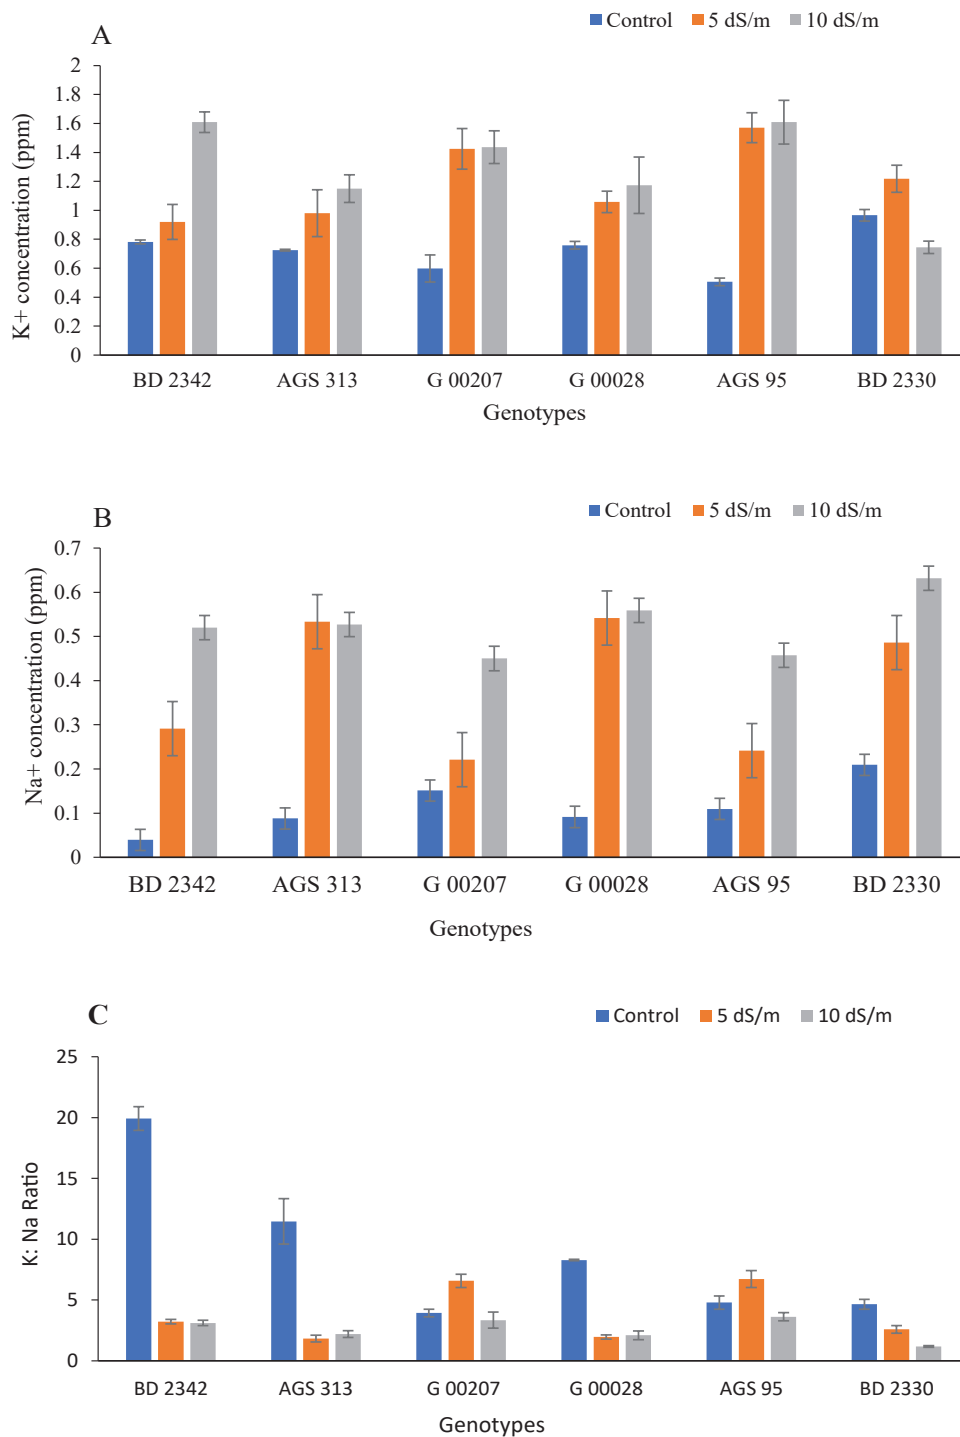 A
Control 5 dS/m 10 dS/m
K+ concentration (ppm)
2
1.8
1.6
1.4
1.2
1
0.8
0.6
0.4
0.2
0
BD 2342 AGS 313 G 00207 G 00028 AGS 95 BD 2330
Genotypes
B
Control 5 dS/m 10 dS/m
Na+ concentration (ppm)
0.7
0.6
0.5
0.4
0.3
0.2
0.1
0
BD 2342 AGS 313 G 00207 G 00028 AGS 95 BD 2330
Genotypes
C
Control 5 dS/m 10 dS/m
K: Na Ratio
25
20
15
10
5
0
BD 2342 AGS 313 G 00207 G 00028 AGS 95 BD 2330
Genotypes